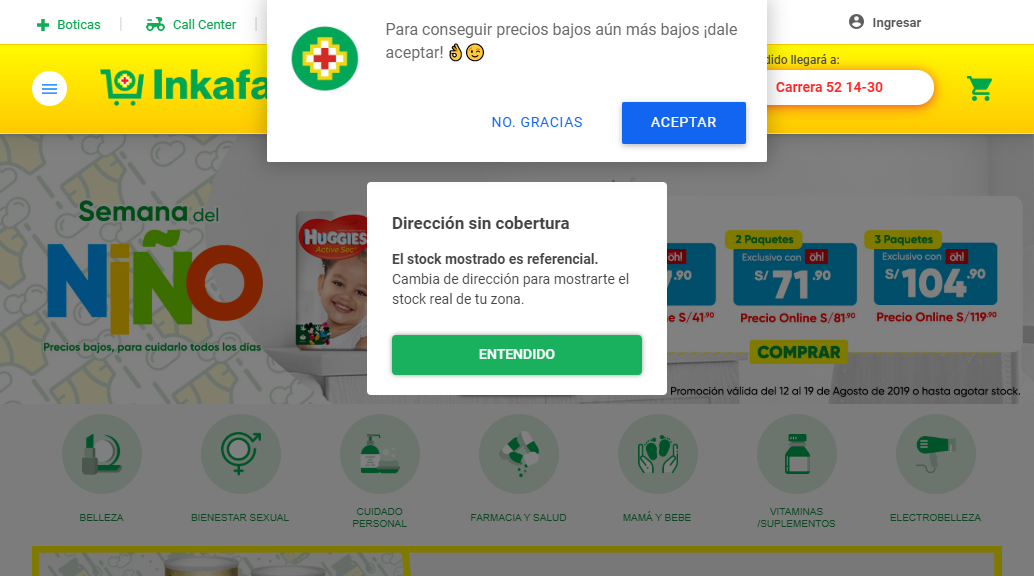 Boticas
Call Center
Ingresar
Para conseguir precios bajos aún más bajos ¡dale
aceptar! 👌😉
NO. GRACIAS
ACEPTAR
Inkafa
dido llegará a:
Carrera 52 14-30
Semana del
NIÑO
Precios bajos, para cuidarlo todos los días
HUGGIES
Active Sec
Dirección sin cobertura
El stock mostrado es referencial.
Cambia de dirección para mostrarte el
stock real de tu zona.
ENTENDIDO
öh!
7.90
S/41.90
2 Paquetes
Exclusivo con öh!
S/ 71.90
Precio Online S/81.90
3 Paquetes
Exclusivo con öh!
S/ 104.90
Precio Online S/119.90
COMPRAR
Promoción válida del 12 al 19 de Agosto de 2019 o hasta agotar stock.
BELLEZA
BIENESTAR SEXUAL
CUIDADO
PERSONAL
FARMACIA Y SALUD
MAMÁ Y BEBE
VITAMINAS
/SUPLEMENTOS
ELECTROBELLEZA